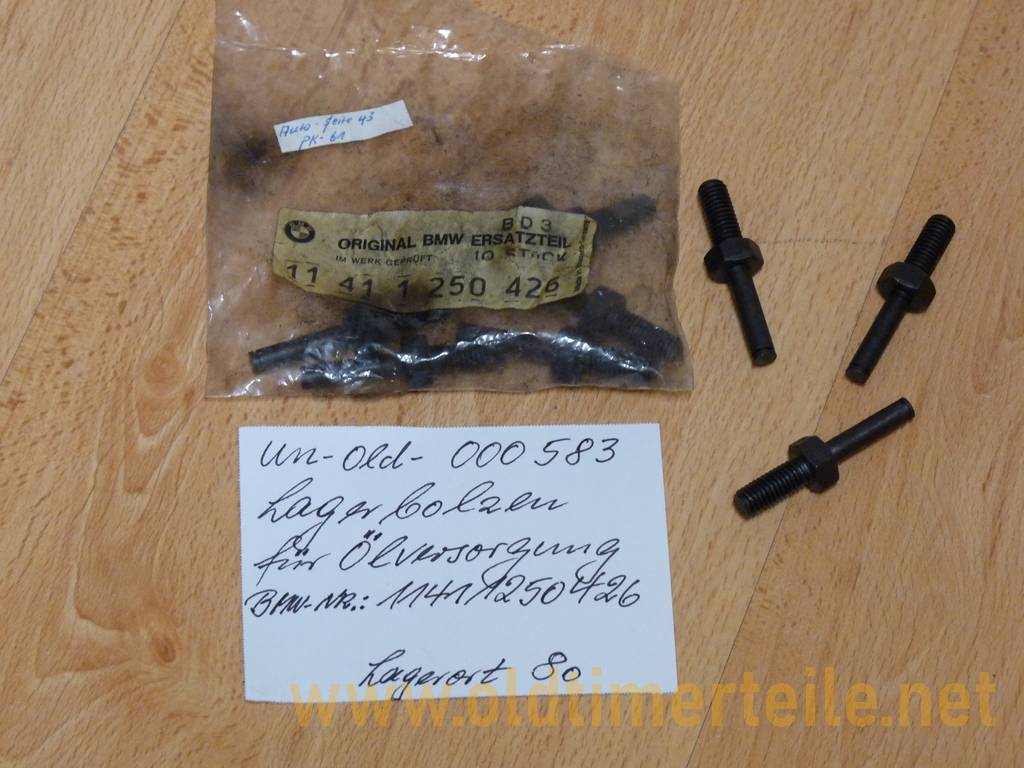 Auto-Teile 43
PK-61
BD3
ORIGINAL BMW ERSATZTEIL
IM WERK GEPRÜFT 10 STÜCK
11 41 1 250 426
un-old- 000583
Lagerbolzen
für Ölversorgung
BMW-NR.: 11411250426
Lagerort 80
www.oldtimerteile.net